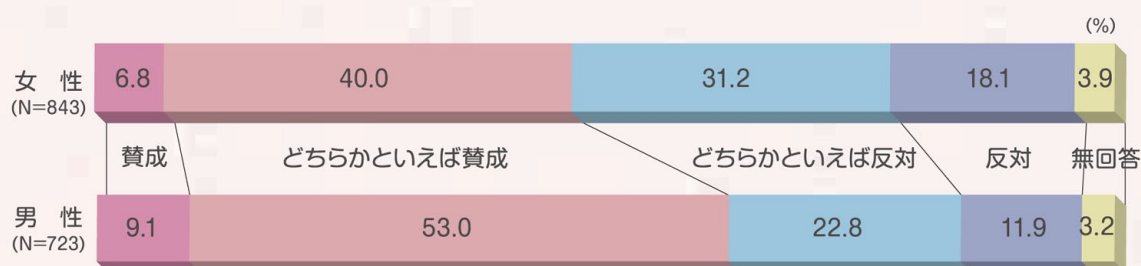 (%)
女 性 6.8 40.0 31.2 18.1 3.9
(N=843)
賛成 どちらかといえば賛成 どちらかといえば反対 反対 無回答
男 性 9.1 53.0 22.8 11.9 3.2
(N=723)